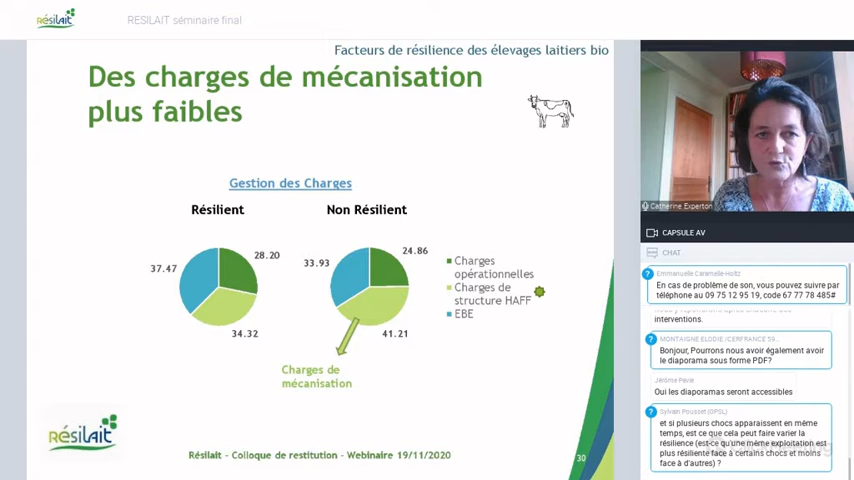 résilait
RESILAIT séminaire final
Facteurs de résilience des élevages laitiers bio
Des charges de mécanisation
plus faibles
Gestion des Charges
Résilient
Non Résilient
37.47
28.20
34.32
33.93
24.86
41.21
Charges
opérationnelles
Charges de
structure HAFF
EBE
Charges de
mécanisation
Résilait
Résilait - Colloque de restitution - Webinaire 19/11/2020
30
Catherine Experton
CAPSULE AV
CHAT
Emmanuelle Caramelle-Holtz
En cas de problème de son, vous pouvez suivre par
téléphone au 09 75 12 95 19, code 67 77 78 485#
interventions.
MONTAIGNE ELODIE /CERFRANCE 59...
Bonjour, Pourrons nous avoir également avoir
le diaporama sous forme PDF?
Jérôme Pavie
Oui les diaporamas seront accessibles
Sylvain Pousset (OPSL)
et si plusieurs chocs apparaissent en même
temps, est ce que cela peut faire varier la
résilience (est-ce qu'une même exploitation est
plus résiliente face à certains chocs et moins
face à d'autres) ?